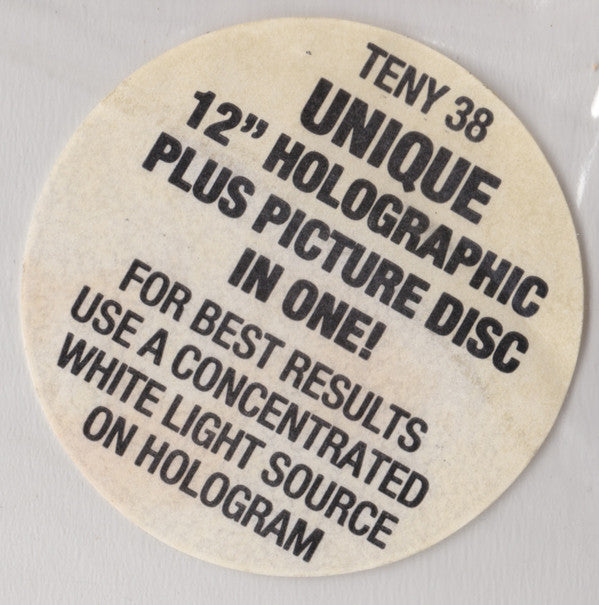 TENY 38
UNIQUE
12” HOLOGRAPHIC
PLUS PICTURE DISC
IN ONE!
FOR BEST RESULTS
USE A CONCENTRATED
WHITE LIGHT SOURCE
ON HOLOGRAM